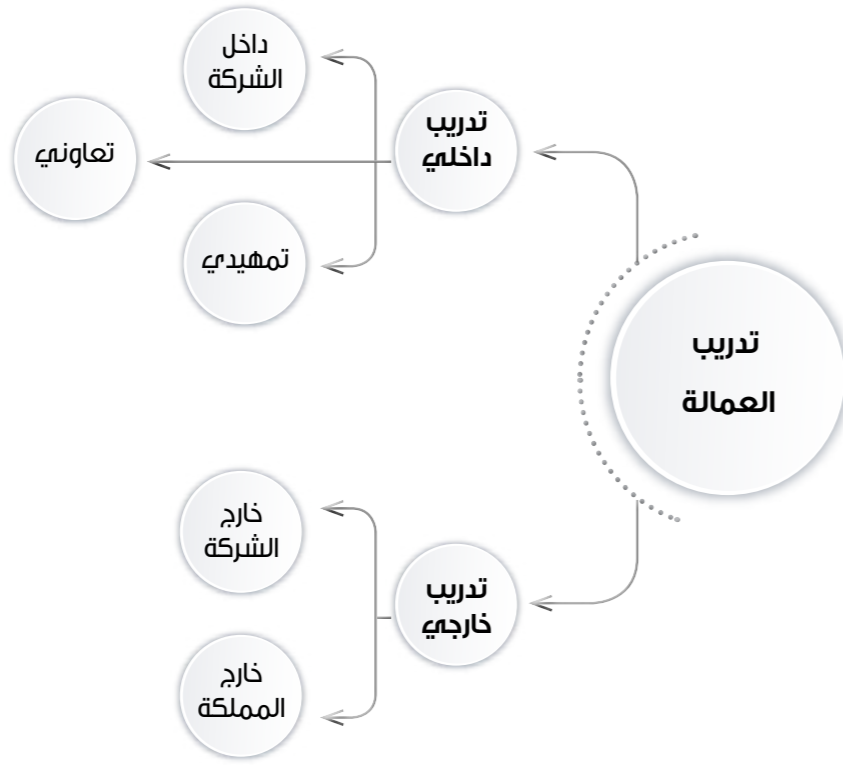 تدريب
العمالة
تدريب
داخلي
داخل
الشركة
تعاوني
تمهيدي
تدريب
خارجي
خارج
الشركة
خارج
المملكة